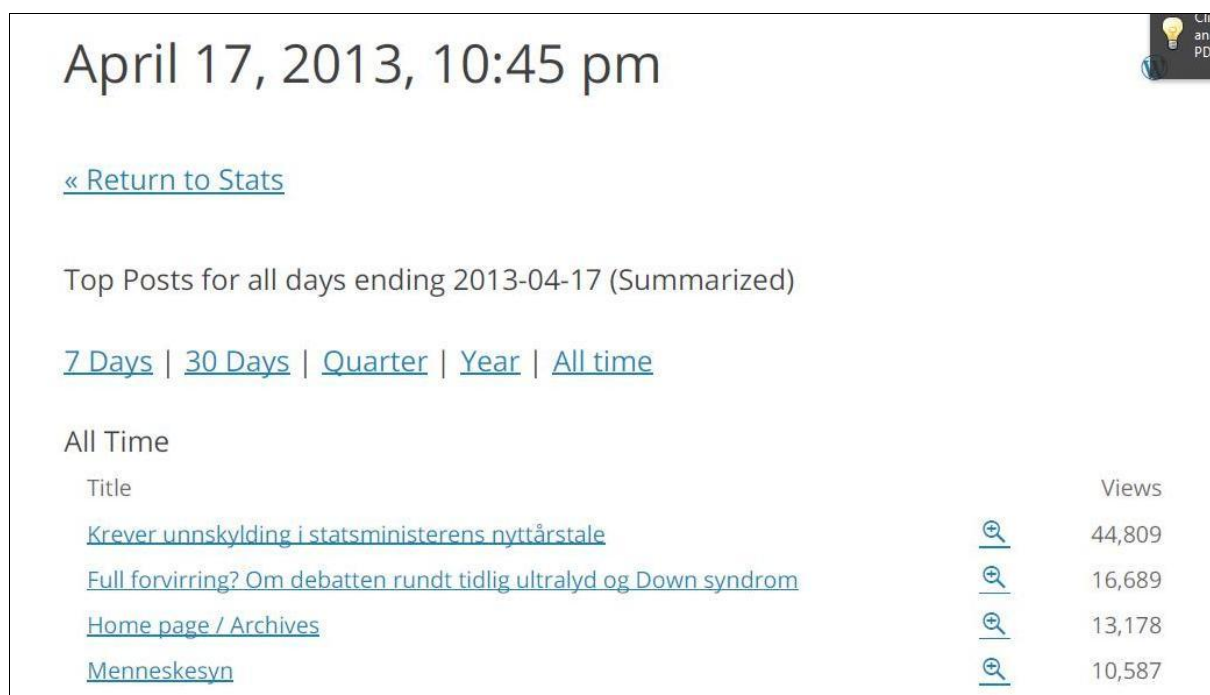 April 17, 2013, 10:45 pm
« Return to Stats
Top Posts for all days ending 2013-04-17 (Summarized)
7 Days | 30 Days | Quarter | Year | All time
All Time
Title Views
Krever unnskylding i statsministerens nyttårstale 44,809
Full forvirring? Om debatten rundt tidlig ultralyd og Down syndrom 16,689
Home page / Archives 13,178
Menneskesyn 10,587